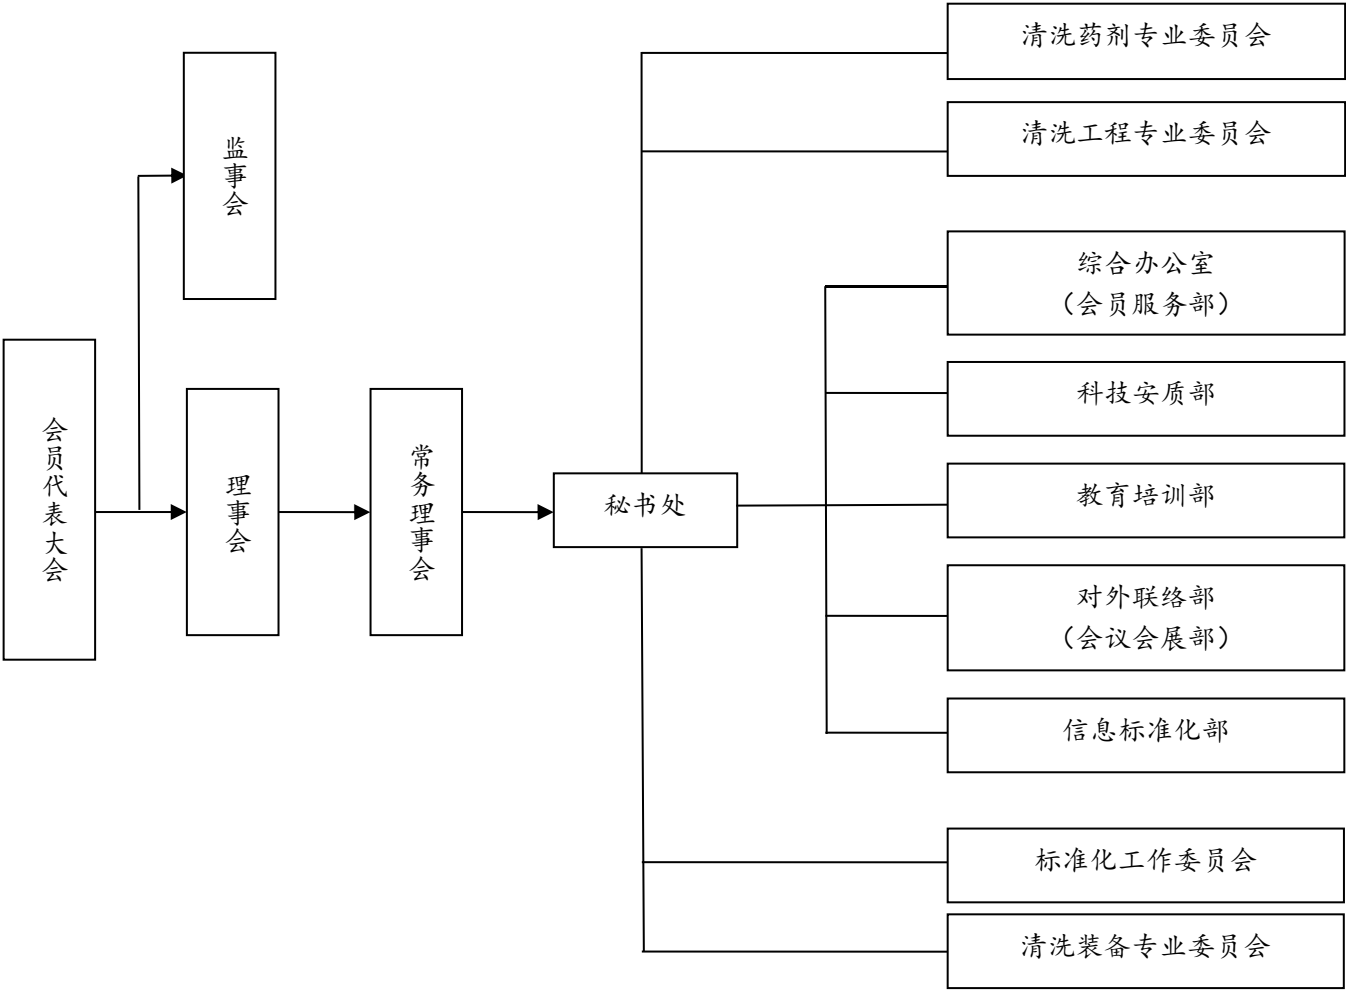 会员代表大会
监事会
理事会
常务理事会
秘书处
清洗药剂专业委员会
清洗工程专业委员会
综合办公室
（会员服务部）
科技安质部
教育培训部
对外联络部
（会议会展部）
信息标准化部
标准化工作委员会
清洗装备专业委员会